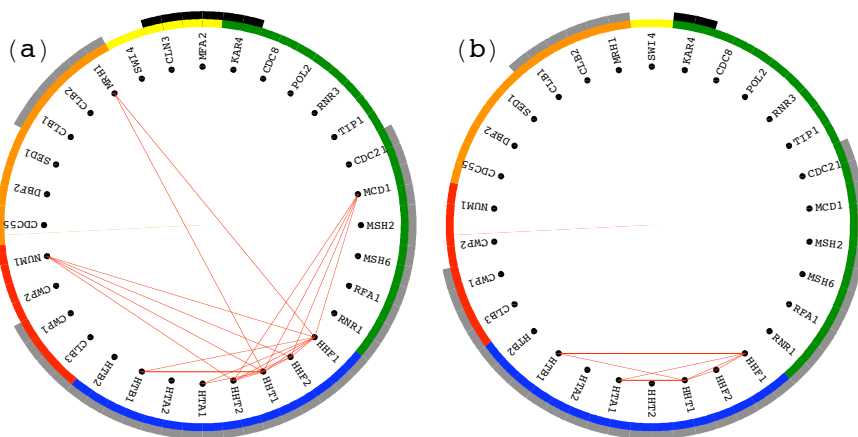 (a)
MFA2
KAR4
CDC8
POL2
RNR3
TIP1
CDC21
MCD1
MSH2
MSH6
RFA1
RNR1
HHF1
HHF2
HHT1
HHT2
HTA1
HTA2
HTB1
HTB2
CLB3
CWP1
CWP2
NUM1
CDC55
DBF2
SED1
CLB1
CLB2
MRH1
SWI4
CLN3
(b)
SWI4
KAR4
CDC8
POL2
RNR3
TIP1
CDC21
MCD1
MSH2
MSH6
RFA1
RNR1
HHF1
HHF2
HHT1
HHT2
HTA1
HTA2
HTB1
HTB2
CLB3
CWP1
CWP2
NUM1
CDC55
DBF2
SED1
CLB1
CLB2
MRH1